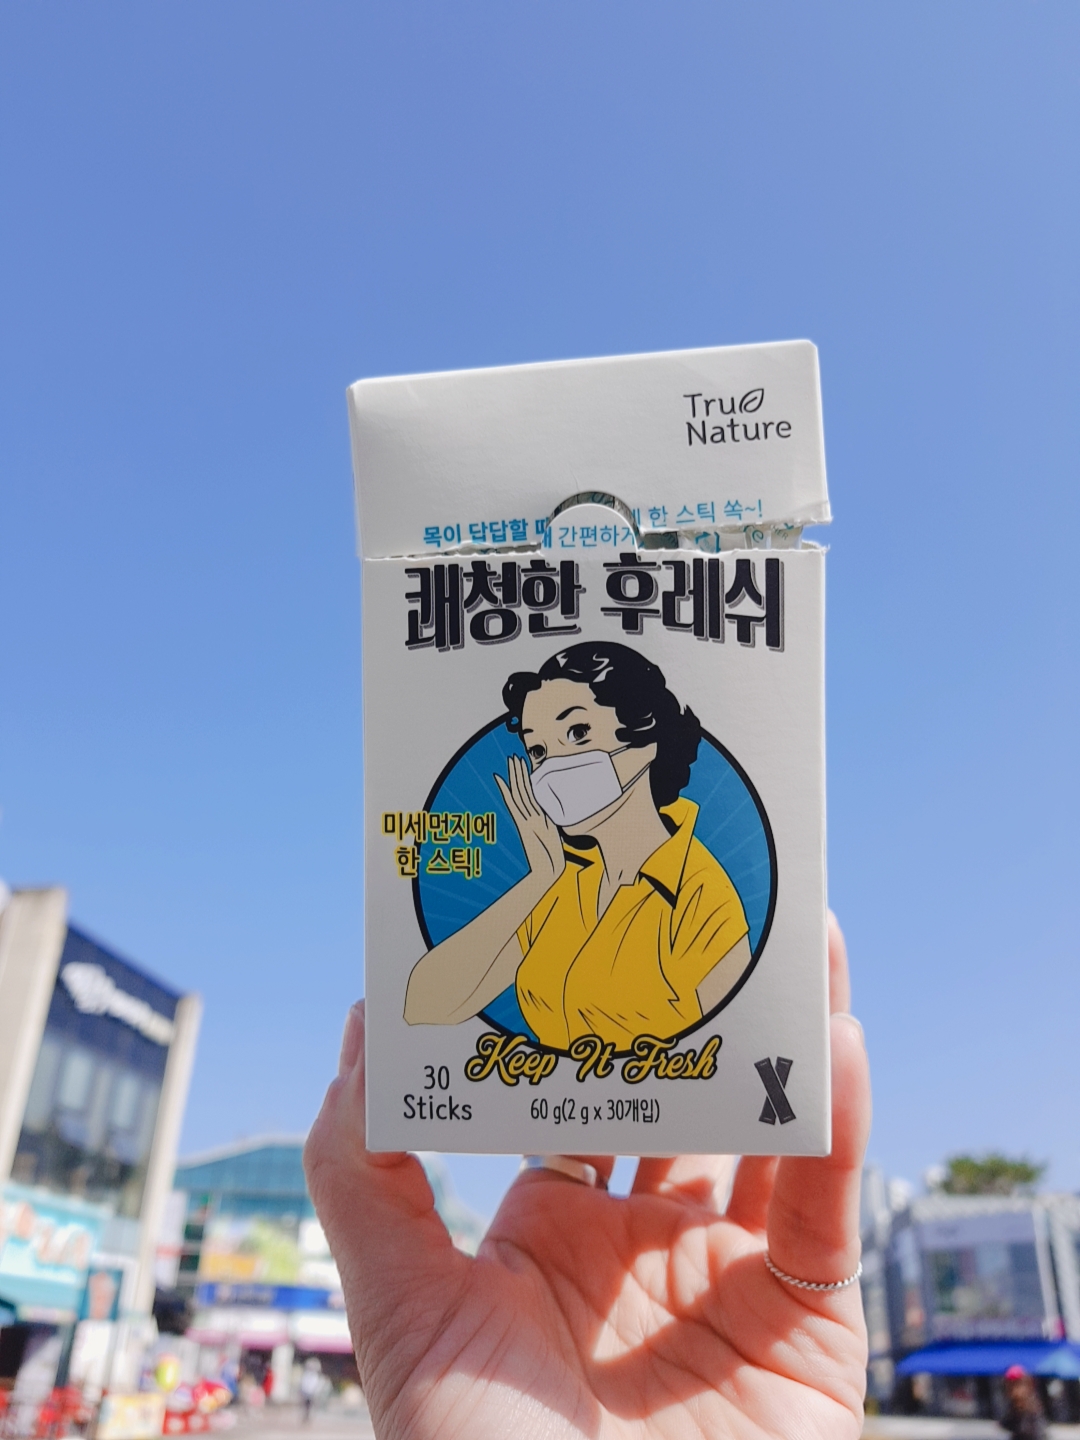 Tru
Nature
목이 답답할 때 한 스틱 쏙~!
간편하게
쾌청한 후레쉬
미세먼지에
한 스틱!
Keep It Fresh
30
Sticks
60 g(2 g x 30개입)